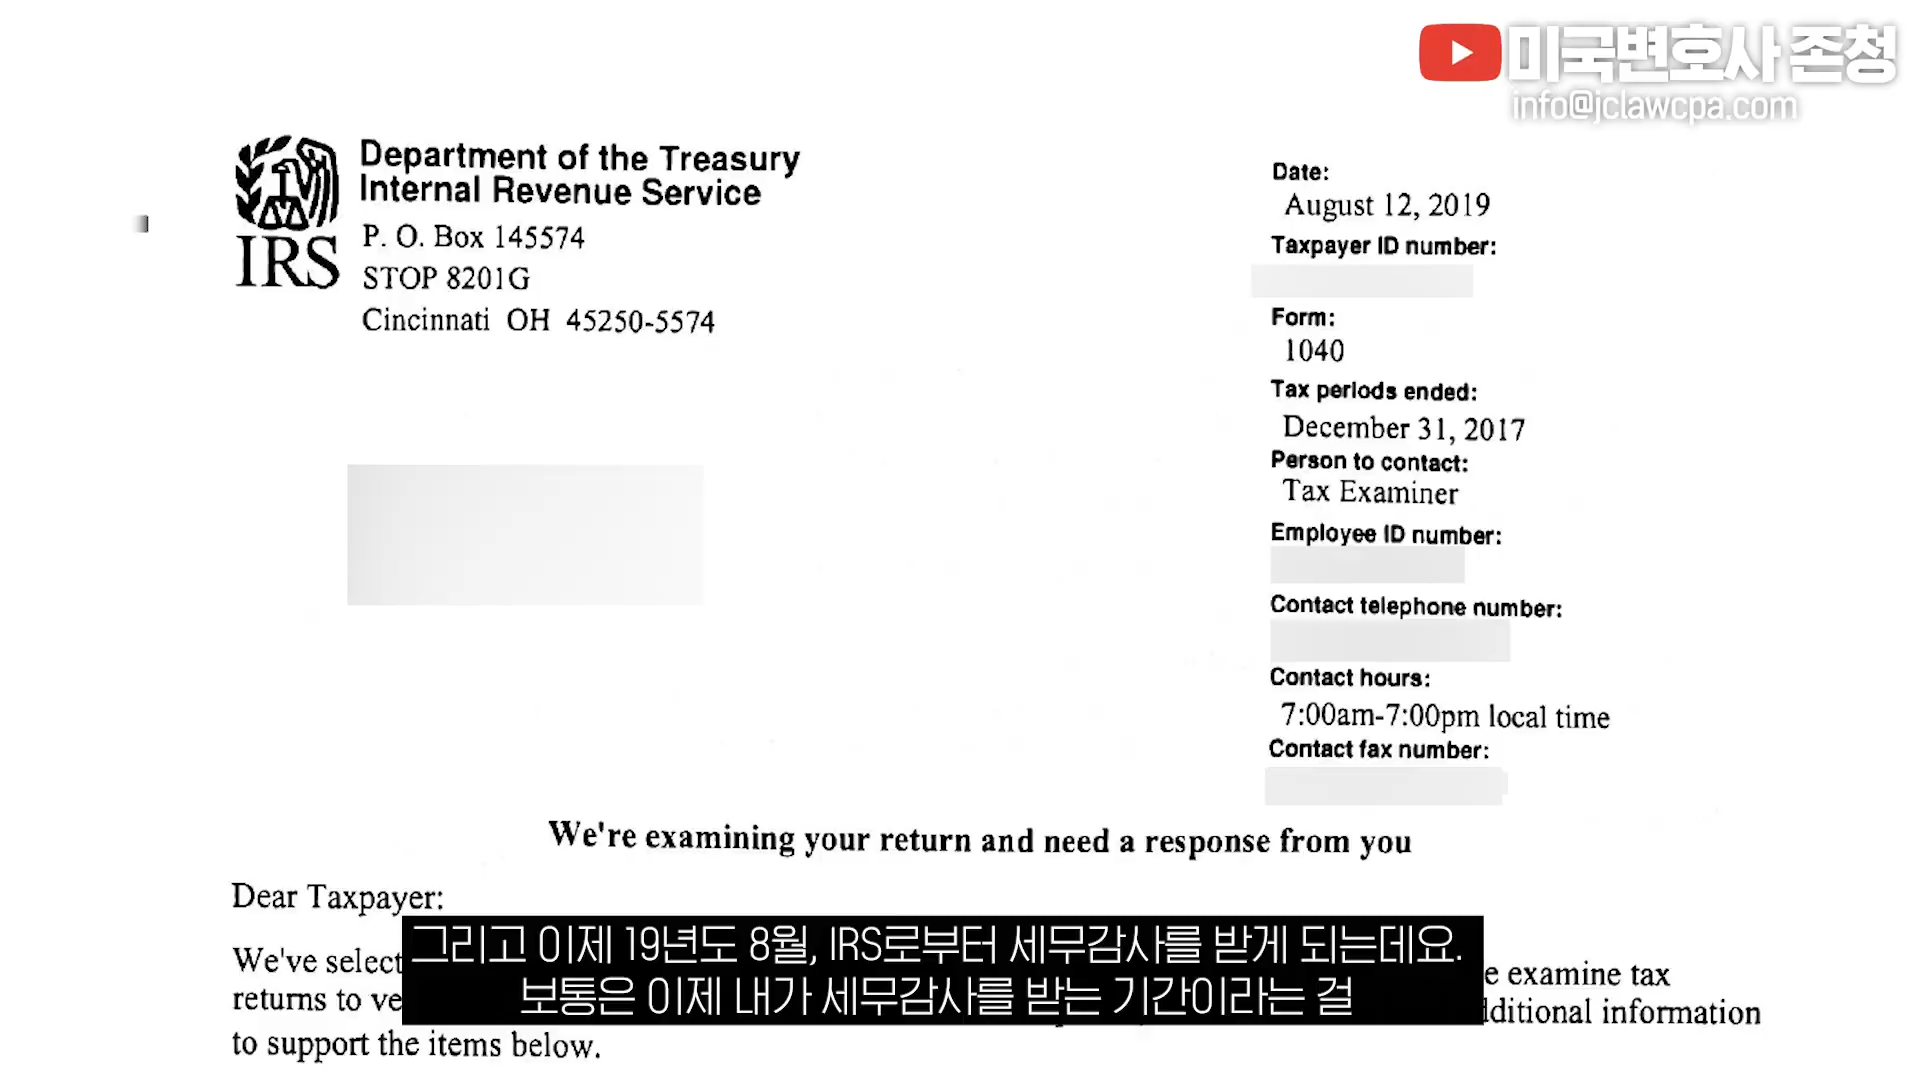 미국변호사 존청
info@jclawcpa.com
IRS
Department of the Treasury
Internal Revenue Service
P. O. Box 145574
STOP 8201G
Cincinnati OH 45250-5574
Date:
August 12, 2019
Taxpayer ID number:
Form:
1040
Tax periods ended:
December 31, 2017
Person to contact:
Tax Examiner
Employee ID number:
Contact telephone number:
Contact hours:
7:00am-7:00pm local time
Contact fax number:
We're examining your return and need a response from you
Dear Taxpayer:
We've select e examine tax
returns to ve dditional information
to support the items below.
그리고 이제 19년도 8월, IRS로부터 세무감사를 받게 되는데요.
보통은 이제 내가 세무감사를 받는 기간이라는 걸